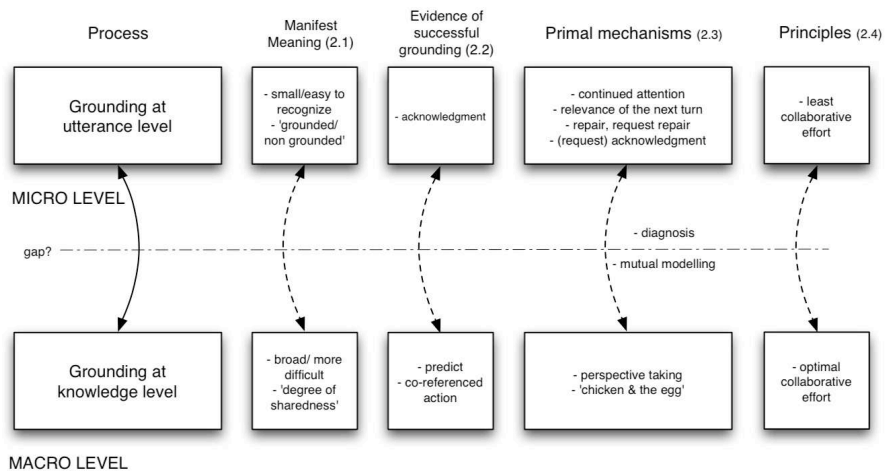 Process
Manifest
Meaning (2.1)
Evidence of
successful
grounding (2.2)
Primal mechanisms (2.3)
Principles (2.4)
Grounding at
utterance level
- small/easy to
recognize
- 'grounded/
non grounded'
- acknowledgment
- continued attention
- relevance of the next turn
- repair, request repair
- (request) acknowledgment
- least
collaborative
effort
MICRO LEVEL
gap?
- diagnosis
- mutual modelling
Grounding at
knowledge level
- broad/ more
difficult
- 'degree of
sharedness'
- predict
- co-referenced
action
- perspective taking
- 'chicken & the egg'
- optimal
collaborative
effort
MACRO LEVEL